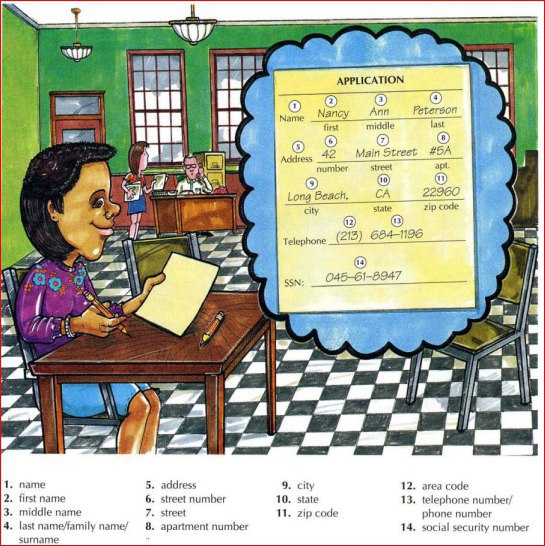 APPLICATION
1 2 3 4
Name Nancy Ann Peterson
first middle last
5 6 7 8
Address 42 Main Street #5A
number street apt.
9 10 11
Long Beach, CA 22960
city state zip code
12 13
Telephone (213) 684-1196
14
SSN: 045-61-8947
1. name
2. first name
3. middle name
4. last name/family name/
surname
5. address
6. street number
7. street
8. apartment number
9. city
10. state
11. zip code
12. area code
13. telephone number/
phone number
14. social security number